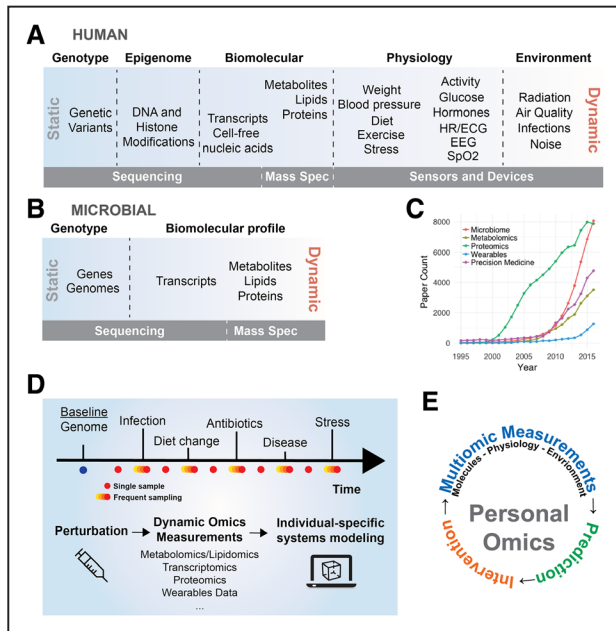 A HUMAN
Genotype Epigenome Biomolecular Physiology Environment
Static
Genetic
Variants
DNA and
Histone
Modifications
Transcripts
Cell-free
nucleic acids
Metabolites
Lipids
Proteins
Weight
Blood pressure
Diet
Exercise
Stress
Activity
Glucose
Hormones
HR/ECG
EEG
SpO2
Radiation
Air Quality
Infections
Noise
Dynamic
Sequencing Mass Spec Sensors and Devices
B MICROBIAL
Genotype Biomolecular profile
Static
Genes
Genomes
Transcripts
Metabolites
Lipids
Proteins
Dynamic
Sequencing Mass Spec
C
Microbiome
Metabolomics
Proteomics
Wearables
Precision Medicine
Paper Count
8000
6000
4000
2000
0
1995 2000 2005 2010 2015
Year
D
Baseline
Genome
Infection
Diet change
Antibiotics
Disease
Stress
Time
Single sample
Frequent sampling
Perturbation
Dynamic Omics
Measurements
Individual-specific
systems modeling
Metabolomics/Lipidomics
Transcriptomics
Proteomics
Wearables Data
...
E
Multiomic Measurements
Molecules - Physiology - Envrionment
Personal
Omics
Prediction
Intervention